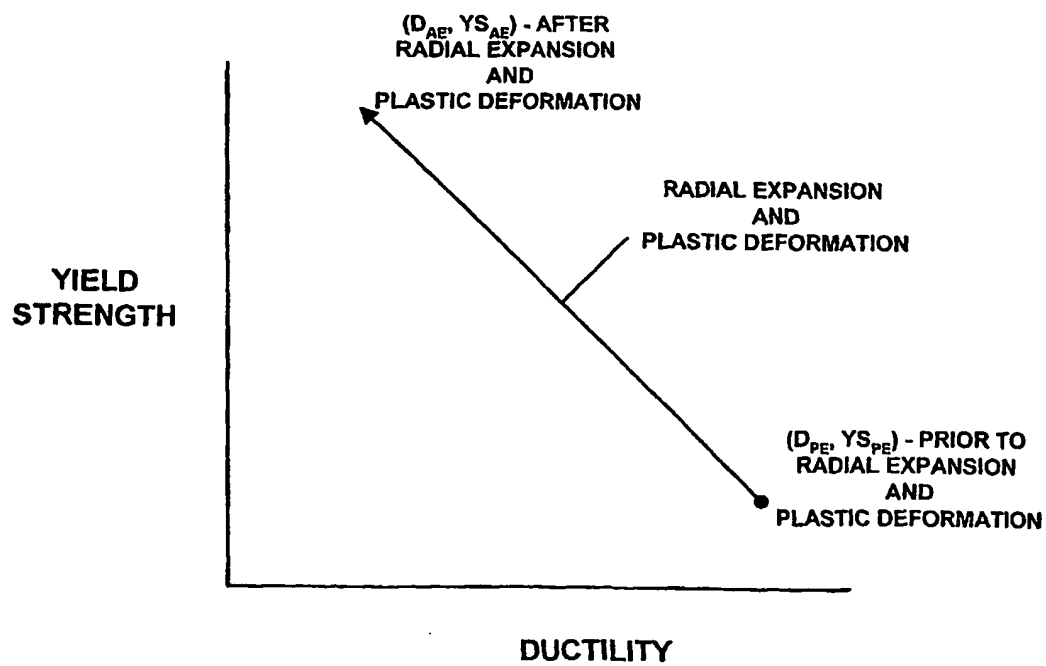 (D_AE, YS_AE) - AFTER
RADIAL EXPANSION
AND
PLASTIC DEFORMATION
RADIAL EXPANSION
AND
PLASTIC DEFORMATION
YIELD
STRENGTH
(D_PE, YS_PE) - PRIOR TO
RADIAL EXPANSION
AND
PLASTIC DEFORMATION
DUCTILITY